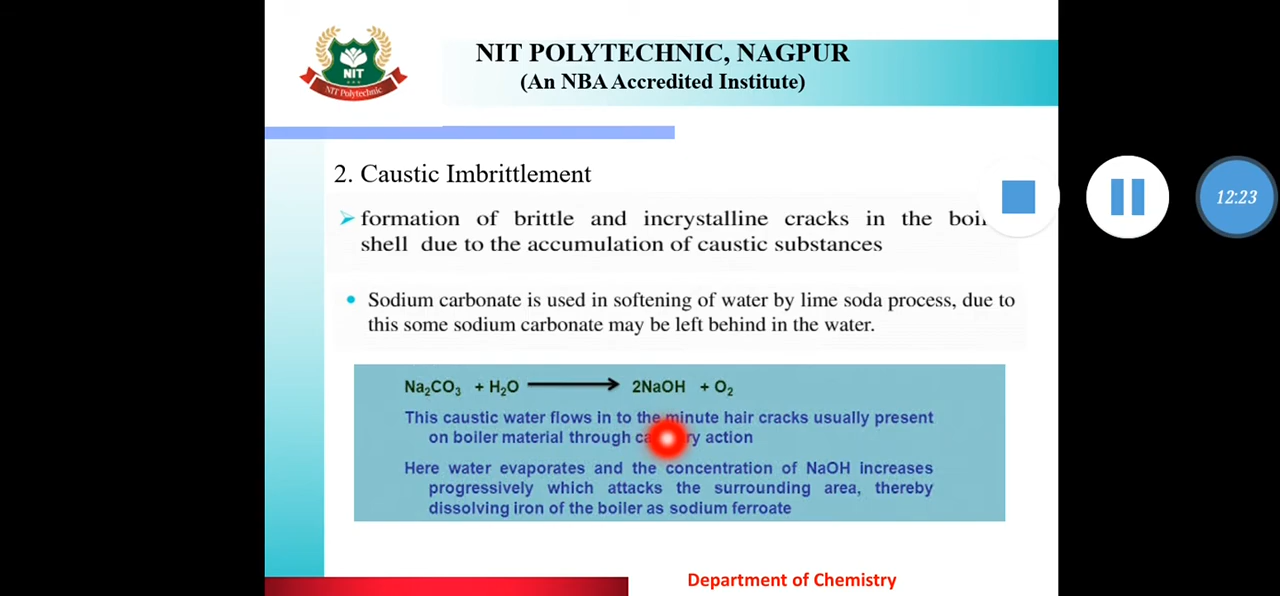 NIT POLYTECHNIC, NAGPUR
(An NBA Accredited Institute)
NIT
NIT Polytechnic
2. Caustic Imbrittlement
formation of brittle and incrystalline cracks in the
shell due to the accumulation of caustic substances
12:23
Sodium carbonate is used in softening of water by lime soda process, due to
this some sodium carbonate may be left behind in the water.
Na₂CO₃ + H₂O → 2NaOH + O₂
This caustic water flows in to the minute hair cracks usually present
on boiler material through action
Here water evaporates and the concentration of NaOH increases
progressively which attacks the surrounding area, thereby
dissolving iron of the boiler as sodium ferroate
Department of Chemistry